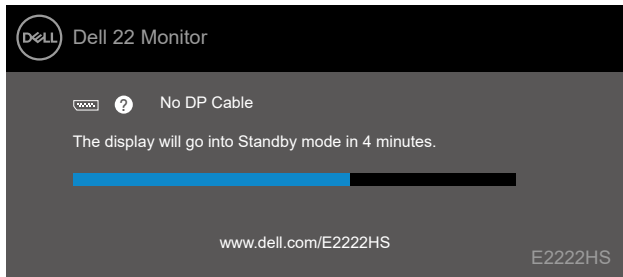 DELL Dell 22 Monitor
? No DP Cable
The display will go into Standby mode in 4 minutes.
www.dell.com/E2222HS
E2222HS